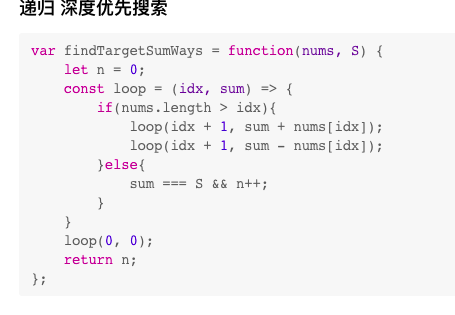 递归 深度优先搜索
var findTargetSumWays = function(nums, S) {
    let n = 0;
    const loop = (idx, sum) => {
        if(nums.length > idx){
            loop(idx + 1, sum + nums[idx]);
            loop(idx + 1, sum - nums[idx]);
        }else{
            sum === S && n++;
        }
    }
    loop(0, 0);
    return n;
};